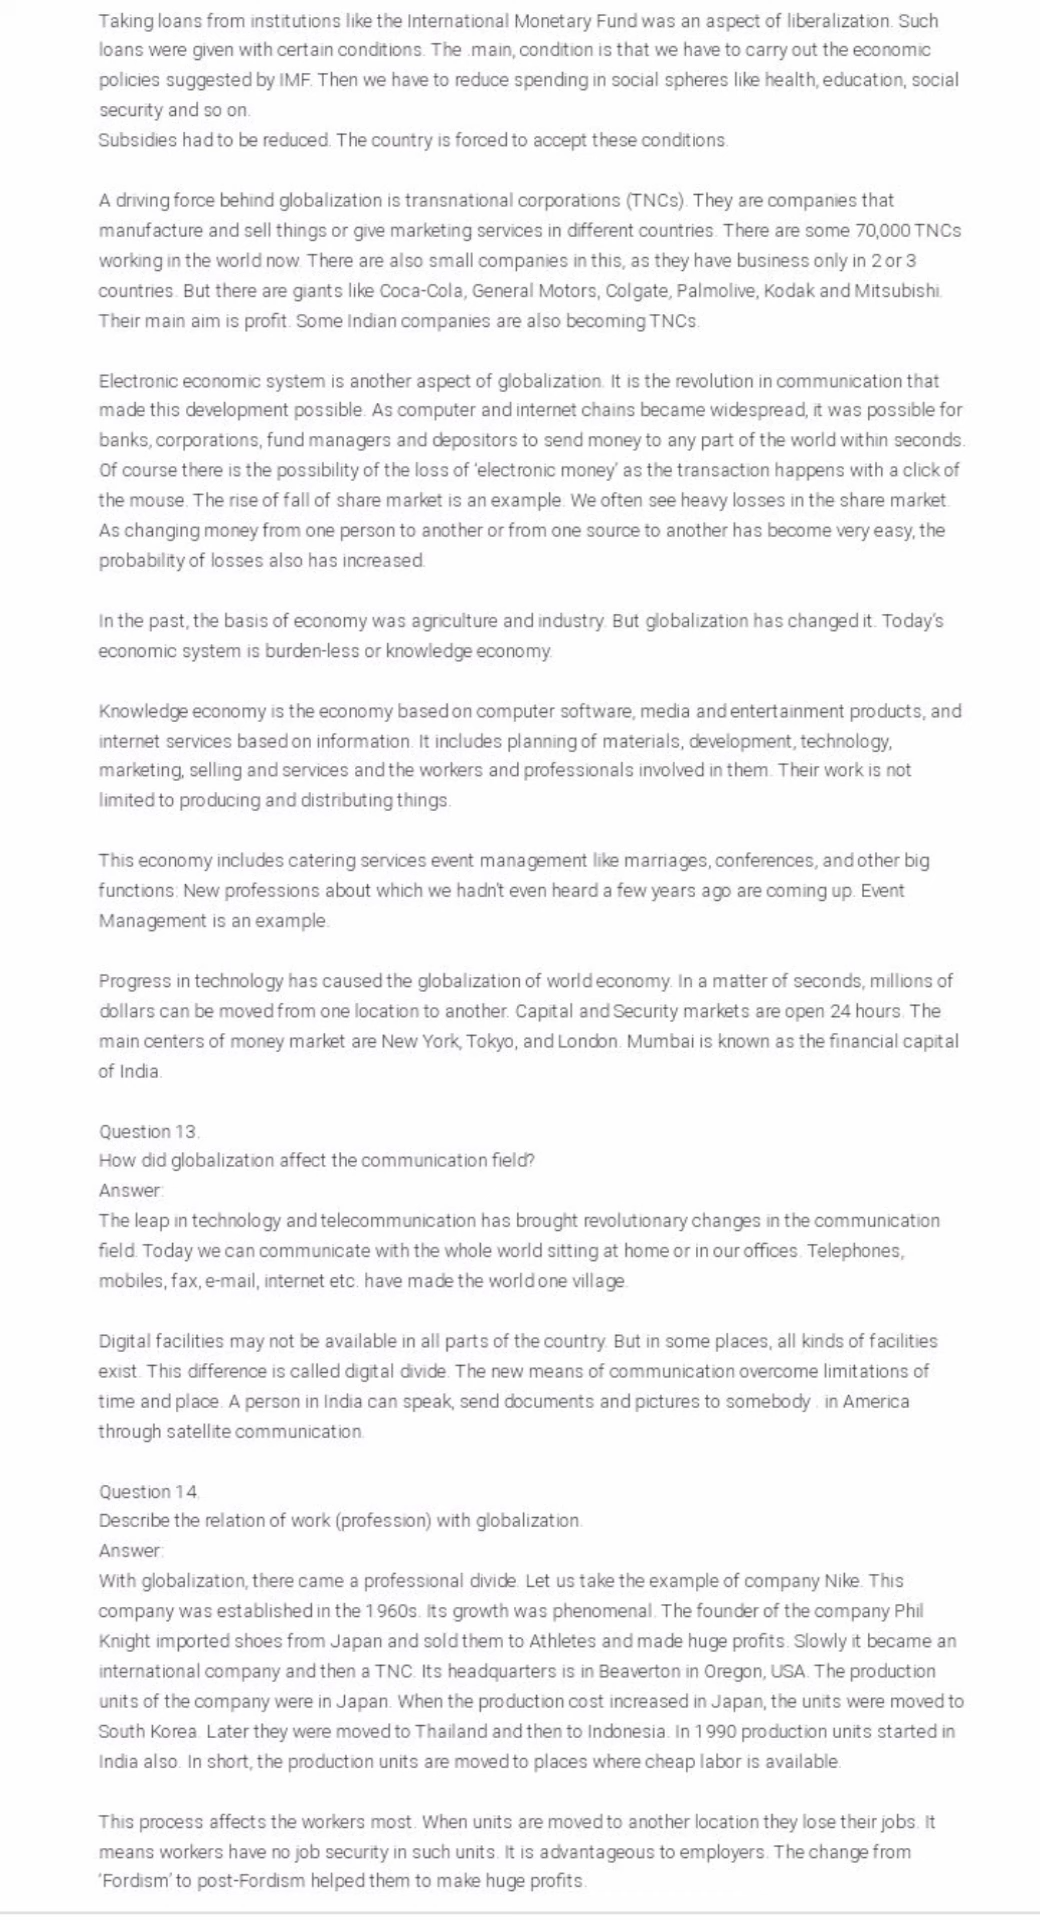 Taking loans from institutions like the International Monetary Fund was an aspect of liberalization. Such
loans were given with certain conditions. The .main, condition is that we have to carry out the economic
policies suggested by IMF. Then we have to reduce spending in social spheres like health, education, social
security and so on.
Subsidies had to be reduced. The country is forced to accept these conditions.
A driving force behind globalization is transnational corporations (TNCs). They are companies that
manufacture and sell things or give marketing services in different countries. There are some 70,000 TNCs
working in the world now. There are also small companies in this, as they have business only in 2 or 3
countries. But there are giants like Coca-Cola, General Motors, Colgate, Palmolive, Kodak and Mitsubishi.
Their main aim is profit. Some Indian companies are also becoming TNCs.
Electronic economic system is another aspect of globalization. It is the revolution in communication that
made this development possible. As computer and internet chains became widespread, it was possible for
banks, corporations, fund managers and depositors to send money to any part of the world within seconds.
Of course there is the possibility of the loss of ‘electronic money’ as the transaction happens with a click of
the mouse. The rise of fall of share market is an example. We often see heavy losses in the share market.
As changing money from one person to another or from one source to another has become very easy, the
probability of losses also has increased.
In the past, the basis of economy was agriculture and industry. But globalization has changed it. Today’s
economic system is burden-less or knowledge economy.
Knowledge economy is the economy based on computer software, media and entertainment products, and
internet services based on information. It includes planning of materials, development, technology,
marketing, selling and services and the workers and professionals involved in them. Their work is not
limited to producing and distributing things.
This economy includes catering services event management like marriages, conferences, and other big
functions: New professions about which we hadn’t even heard a few years ago are coming up. Event
Management is an example.
Progress in technology has caused the globalization of world economy. In a matter of seconds, millions of
dollars can be moved from one location to another. Capital and Security markets are open 24 hours. The
main centers of money market are New York, Tokyo, and London. Mumbai is known as the financial capital
of India.
Question 13.
How did globalization affect the communication field?
Answer:
The leap in technology and telecommunication has brought revolutionary changes in the communication
field. Today we can communicate with the whole world sitting at home or in our offices. Telephones,
mobiles, fax, e-mail, internet etc. have made the world one village.
Digital facilities may not be available in all parts of the country. But in some places, all kinds of facilities
exist. This difference is called digital divide. The new means of communication overcome limitations of
time and place. A person in India can speak, send documents and pictures to somebody . in America
through satellite communication.
Question 14.
Describe the relation of work (profession) with globalization.
Answer:
With globalization, there came a professional divide. Let us take the example of company Nike. This
company was established in the 1960s. Its growth was phenomenal. The founder of the company Phil
Knight imported shoes from Japan and sold them to Athletes and made huge profits. Slowly it became an
international company and then a TNC. Its headquarters is in Beaverton in Oregon, USA. The production
units of the company were in Japan. When the production cost increased in Japan, the units were moved to
South Korea. Later they were moved to Thailand and then to Indonesia. In 1990 production units started in
India also. In short, the production units are moved to places where cheap labor is available.
This process affects the workers most. When units are moved to another location they lose their jobs. It
means workers have no job security in such units. It is advantageous to employers. The change from
‘Fordism’ to post-Fordism helped them to make huge profits.